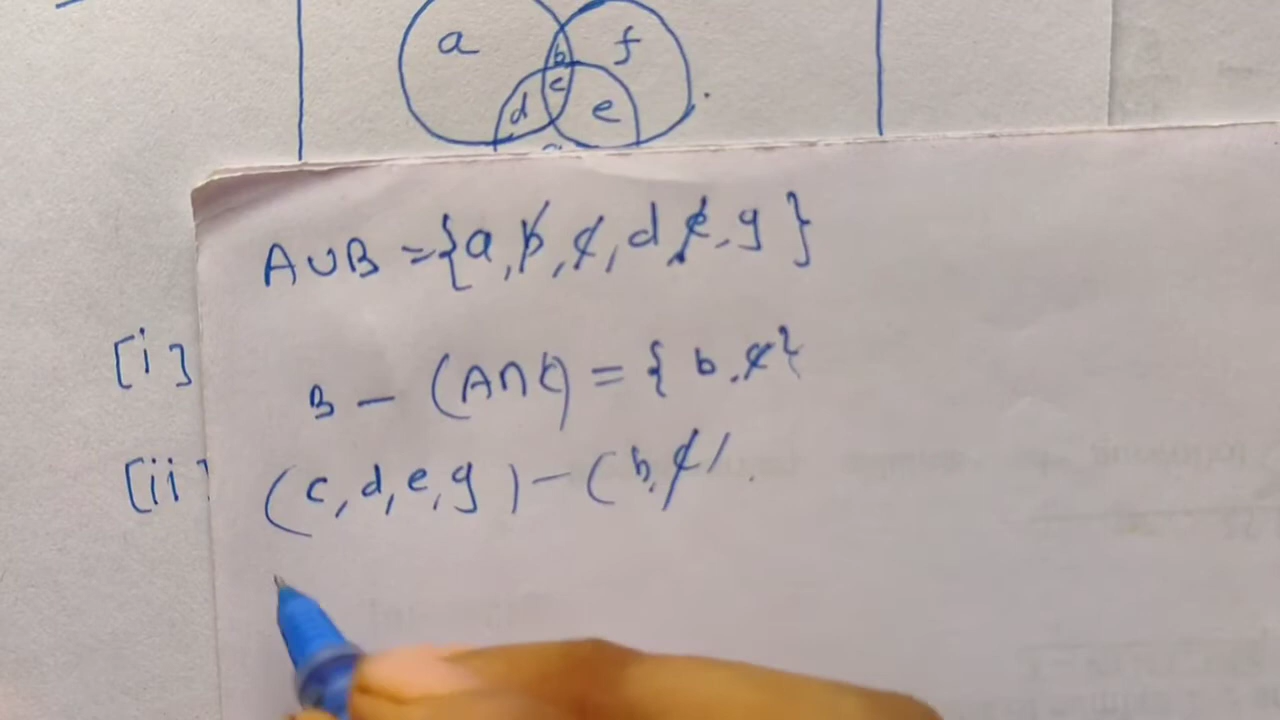 a b f
c
d e
A∪B = {a, b, c, d, e, g}
[i]
B – (A∩C) = { b, c}
[ii]
(c, d, e, g) – (b, c)